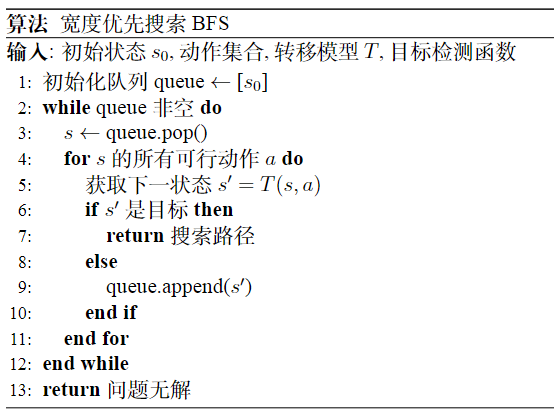 算法 宽度优先搜索 BFS
输入: 初始状态 s₀, 动作集合, 转移模型 T, 目标检测函数
1: 初始化队列 queue ← [s₀]
2: while queue 非空 do
3: s ← queue.pop()
4: for s 的所有可行动作 a do
5: 获取下一状态 s′ = T(s, a)
6: if s′ 是目标 then
7: return 搜索路径
8: else
9: queue.append(s′)
10: end if
11: end for
12: end while
13: return 问题无解